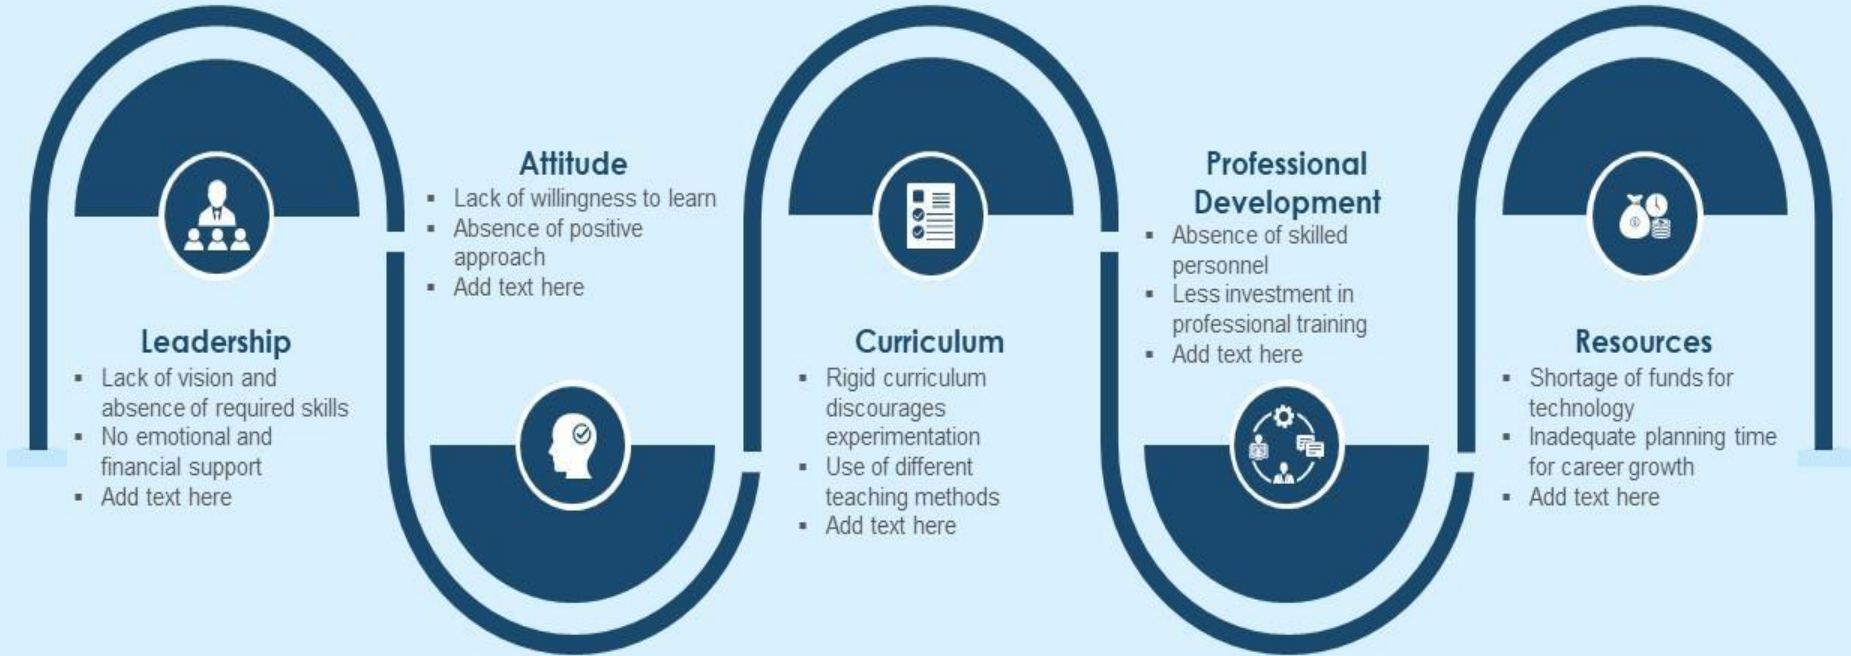 Leadership
▪ Lack of vision and
absence of required skills
▪ No emotional and
financial support
▪ Add text here
Attitude
▪ Lack of willingness to learn
▪ Absence of positive
approach
▪ Add text here
Curriculum
▪ Rigid curriculum
discourages
experimentation
▪ Use of different
teaching methods
▪ Add text here
Professional
Development
▪ Absence of skilled
personnel
▪ Less investment in
professional training
▪ Add text here
Resources
▪ Shortage of funds for
technology
▪ Inadequate planning time
for career growth
▪ Add text here